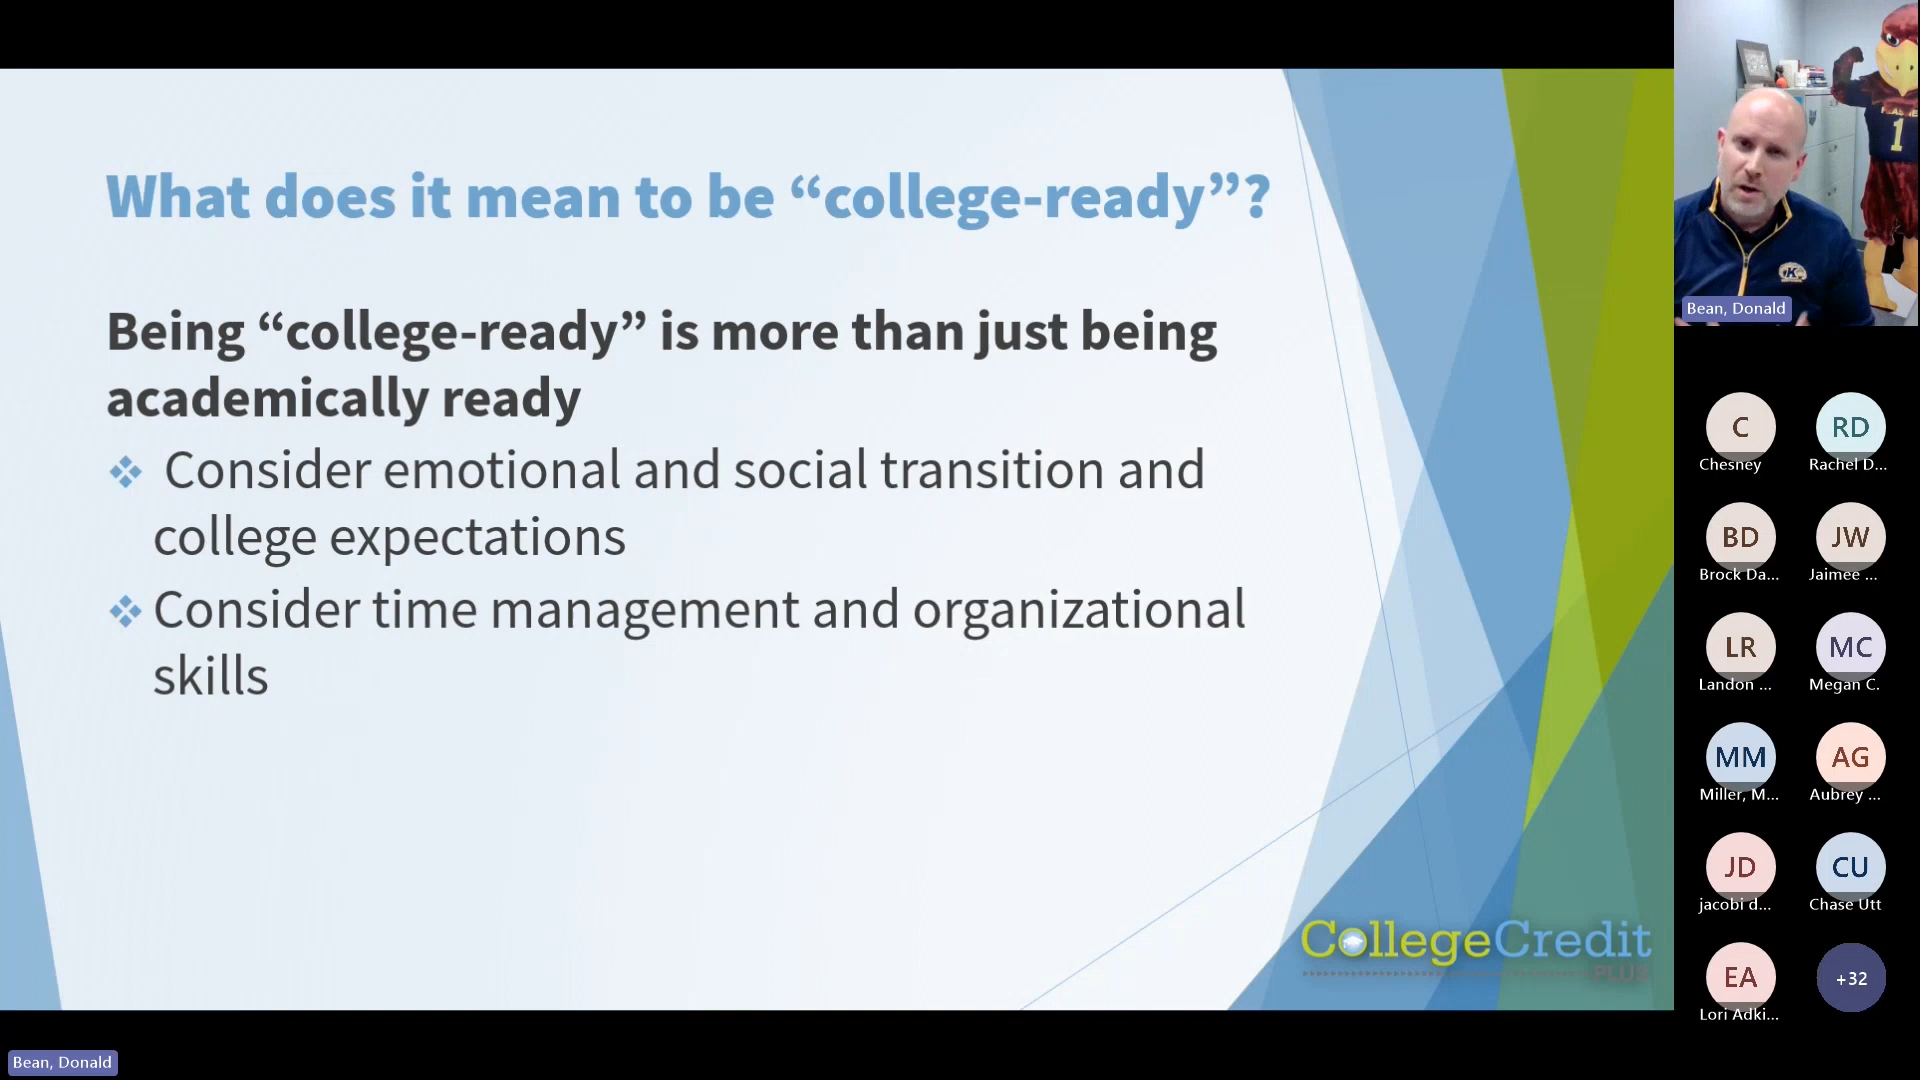 What does it mean to be “college-ready”?
Being “college-ready” is more than just being
academically ready
Consider emotional and social transition and
college expectations
Consider time management and organizational
skills
CollegeCredit
PLUS
1
K
Bean, Donald
C
Chesney
RD
Rachel D...
BD
Brock Da...
JW
Jaimee ...
LR
Landon ...
MC
Megan C.
MM
Miller, M...
AG
Aubrey ...
JD
jacobi d...
CU
Chase Utt
EA
Lori Adki...
+32
Bean, Donald